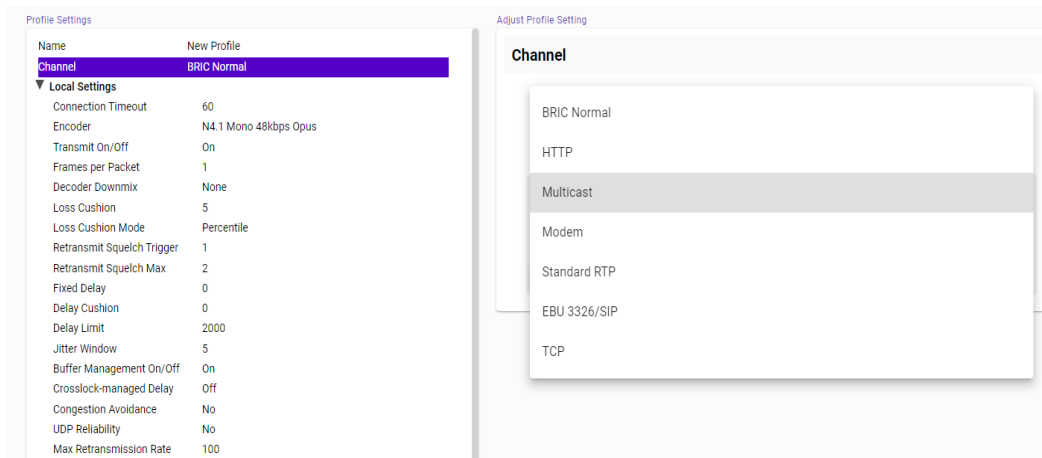 Profile Settings
Name New Profile
Channel BRIC Normal
Local Settings
Connection Timeout 60
Encoder N4.1 Mono 48kbps Opus
Transmit On/Off On
Frames per Packet 1
Decoder Downmix None
Loss Cushion 5
Loss Cushion Mode Percentile
Retransmit Squelch Trigger 1
Retransmit Squelch Max 2
Fixed Delay 0
Delay Cushion 0
Delay Limit 2000
Jitter Window 5
Buffer Management On/Off On
Crosslock-managed Delay Off
Congestion Avoidance No
UDP Reliability No
Max Retransmission Rate 100
Adjust Profile Setting
Channel
BRIC Normal
HTTP
Multicast
Modem
Standard RTP
EBU 3326/SIP
TCP